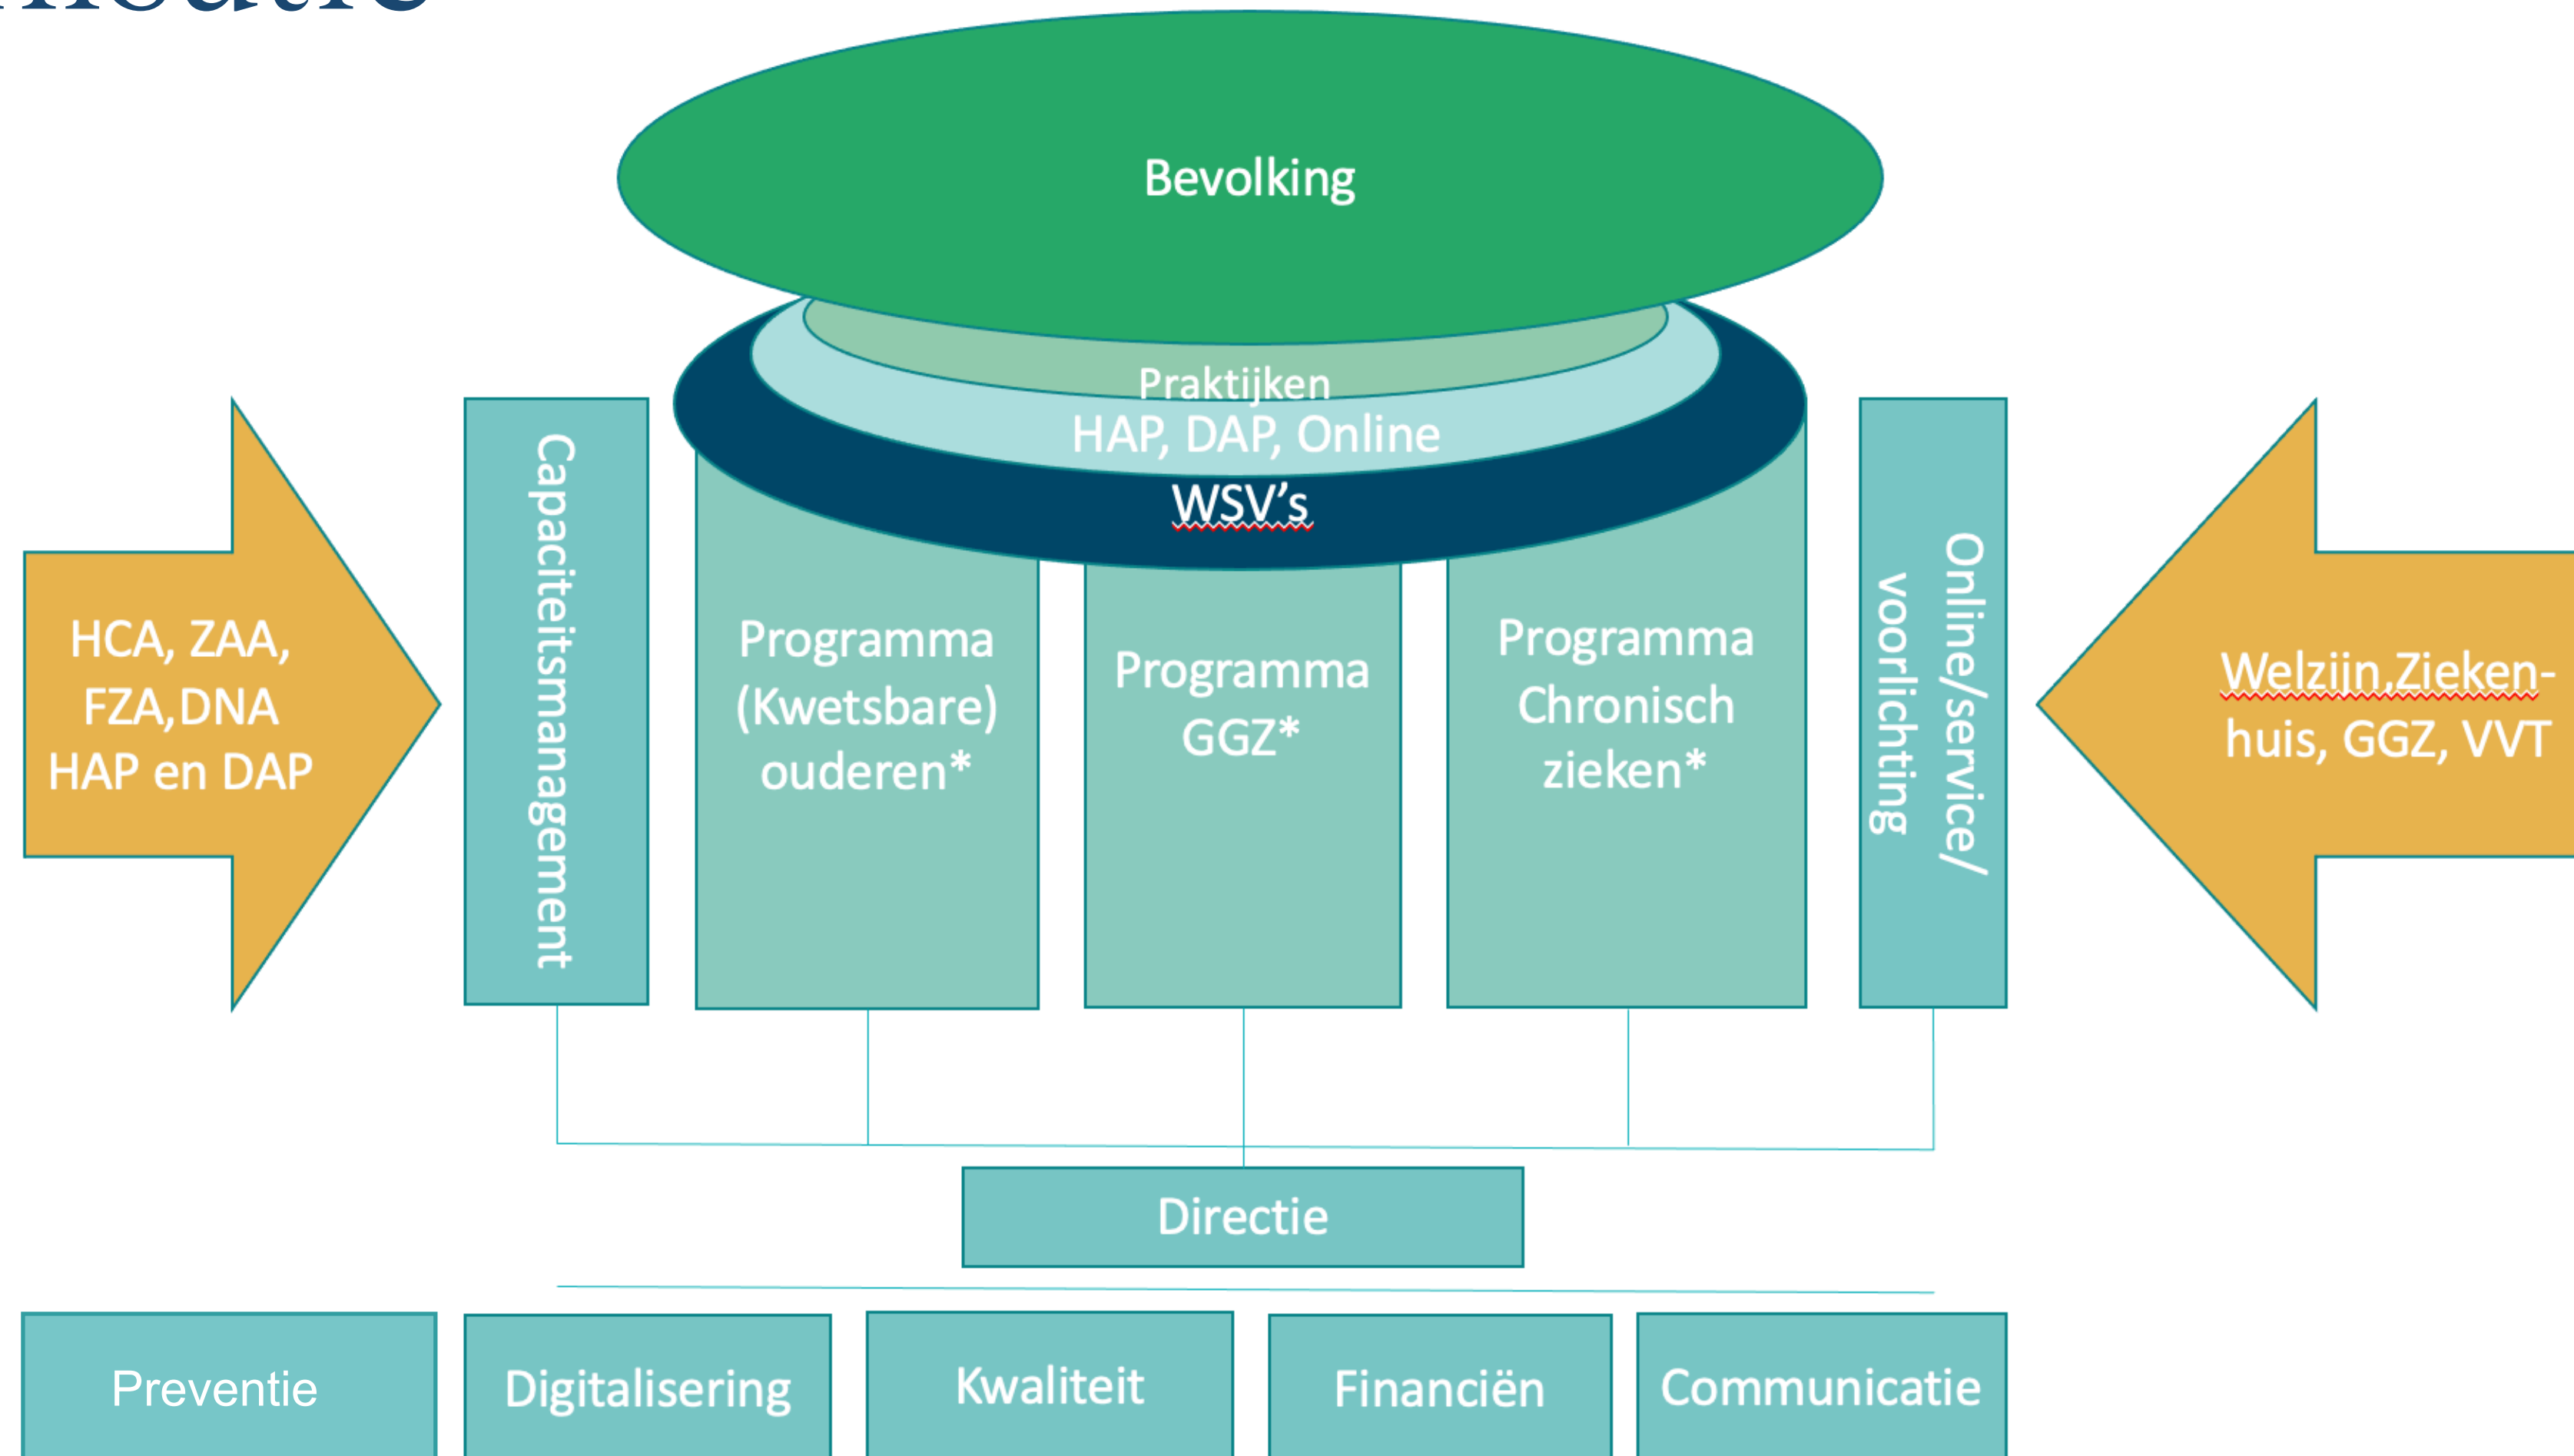 Bevolking
Praktijken
HAP, DAP, Online
WSV's
Capaciteitsmanagement
Programma
(Kwetsbare)
ouderen*
Programma
GGZ*
Programma
Chronisch
zieken*
Online/service/
voorlichting
HCA, ZAA,
FZA,DNA
HAP en DAP
Welzijn,Zieken-
huis, GGZ, VVT
Directie
Preventie
Digitalisering
Kwaliteit
Financiën
Communicatie